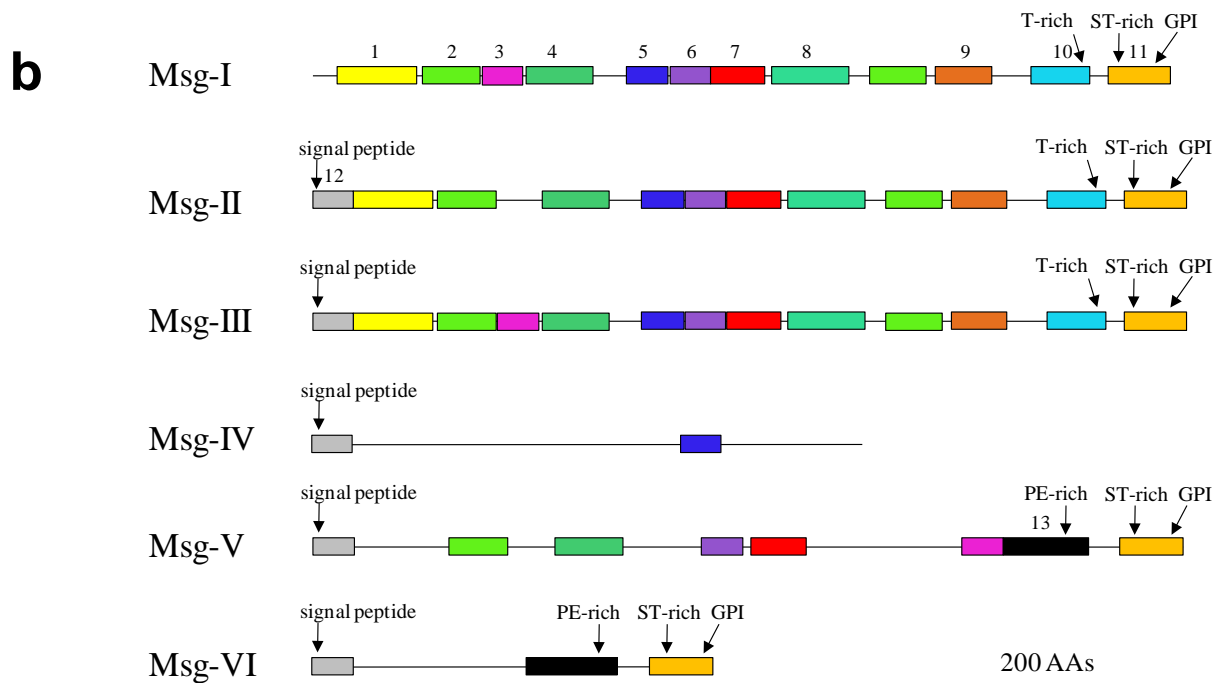 b
T-rich ST-rich GPI
1 2 3 4 5 6 7 8 9 10 11
Msg-I
signal peptide T-rich ST-rich GPI
12
Msg-II
signal peptide T-rich ST-rich GPI
Msg-III
signal peptide
Msg-IV
signal peptide PE-rich ST-rich GPI
13
Msg-V
signal peptide PE-rich ST-rich GPI
Msg-VI 200 AAs